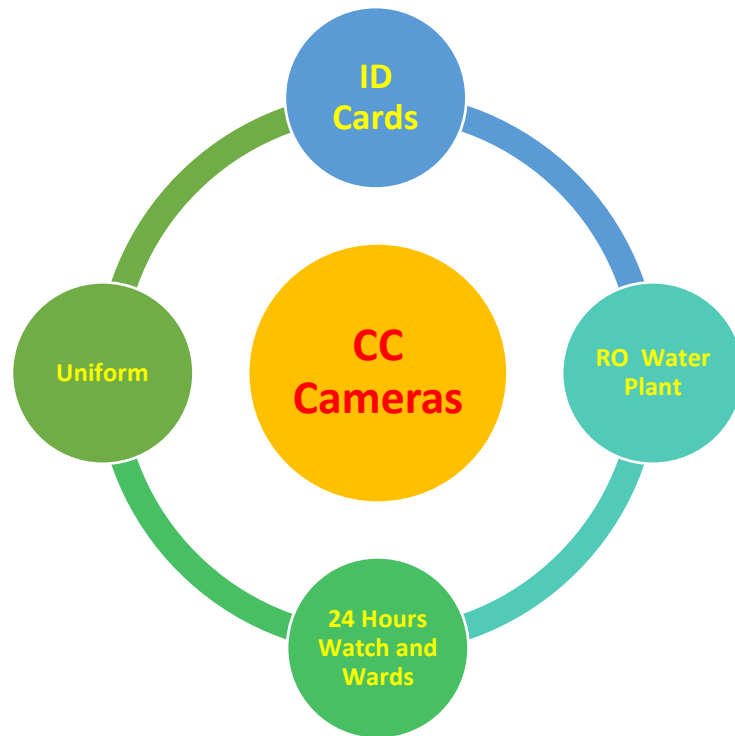 ID
Cards
CC
Cameras
Uniform
RO  Water
Plant
24 Hours
Watch and
Wards